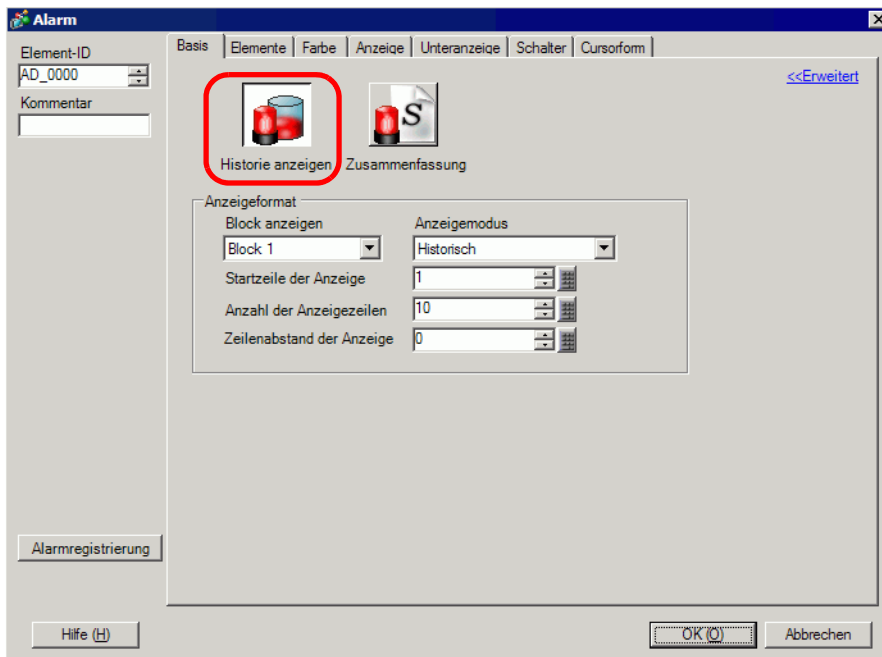 Alarm
Element-ID
AD_0000
Kommentar
Alarmregistrierung
Hilfe (H)
Basis Elemente Farbe Anzeige Unteranzeige Schalter Cursorform
<<Erweitert
S
Historie anzeigen Zusammenfassung
Anzeigeformat
Block anzeigen Anzeigemodus
Block 1 Historisch
Startzeile der Anzeige 1
Anzahl der Anzeigezeilen 10
Zeilenabstand der Anzeige 0
OK (O) Abbrechen